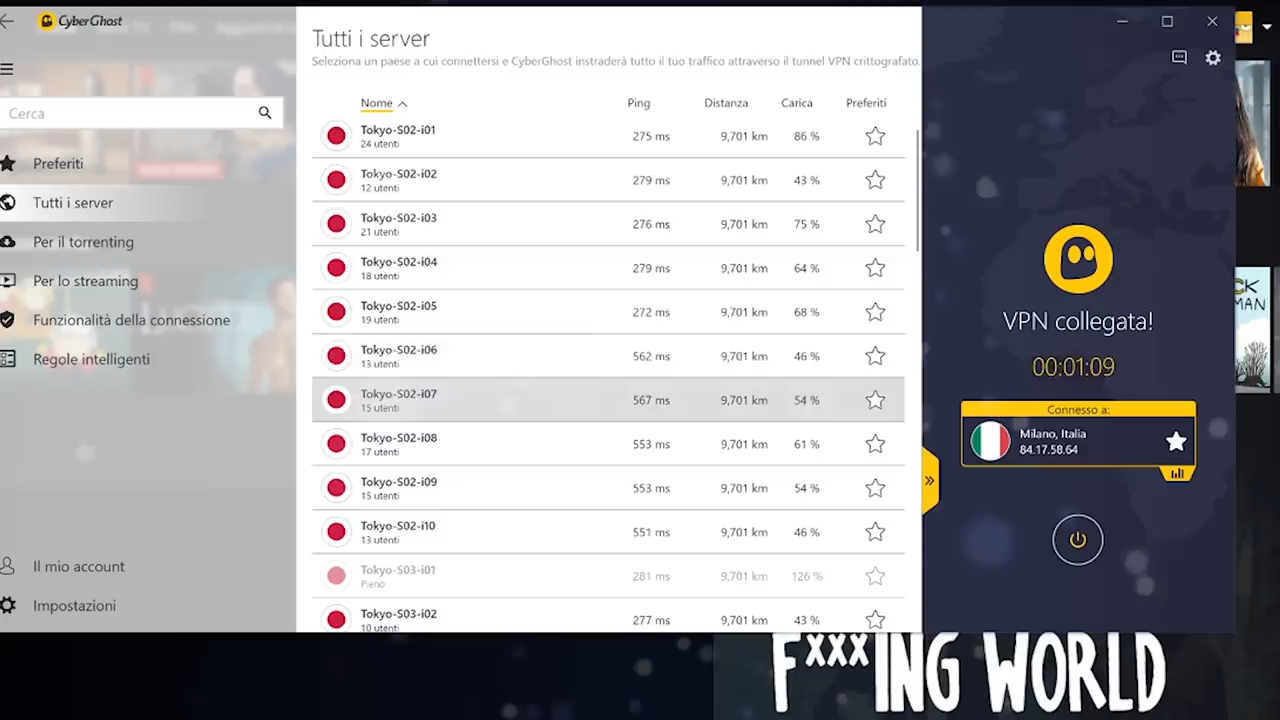 CyberGhost
Cerca
Preferiti
Tutti i server
Per il torrenting
Per lo streaming
Funzionalità della connessione
Regole intelligenti
Il mio account
Impostazioni
Tutti i server
Seleziona un paese a cui connettersi e CyberGhost instraderà tutto il tuo traffico attraverso il tunnel VPN crittografato.
Nome Ping Distanza Carica Preferiti
Tokyo-S02-i01 275 ms 9,701 km 86 %
24 utenti
Tokyo-S02-i02 279 ms 9,701 km 43 %
12 utenti
Tokyo-S02-i03 276 ms 9,701 km 75 %
21 utenti
Tokyo-S02-i04 279 ms 9,701 km 64 %
18 utenti
Tokyo-S02-i05 272 ms 9,701 km 68 %
19 utenti
Tokyo-S02-i06 562 ms 9,701 km 46 %
13 utenti
Tokyo-S02-i07 567 ms 9,701 km 54 %
15 utenti
Tokyo-S02-i08 553 ms 9,701 km 61 %
17 utenti
Tokyo-S02-i09 553 ms 9,701 km 54 %
15 utenti
Tokyo-S02-i10 551 ms 9,701 km 46 %
13 utenti
Tokyo-S03-i01 281 ms 9,701 km 126 %
Pieno
Tokyo-S03-i02 277 ms 9,701 km 43 %
10 utenti
VPN collegata!
00:01:09
Connesso a:
Milano, Italia
84.17.58.64
CK
MAN
F***ING WORLD